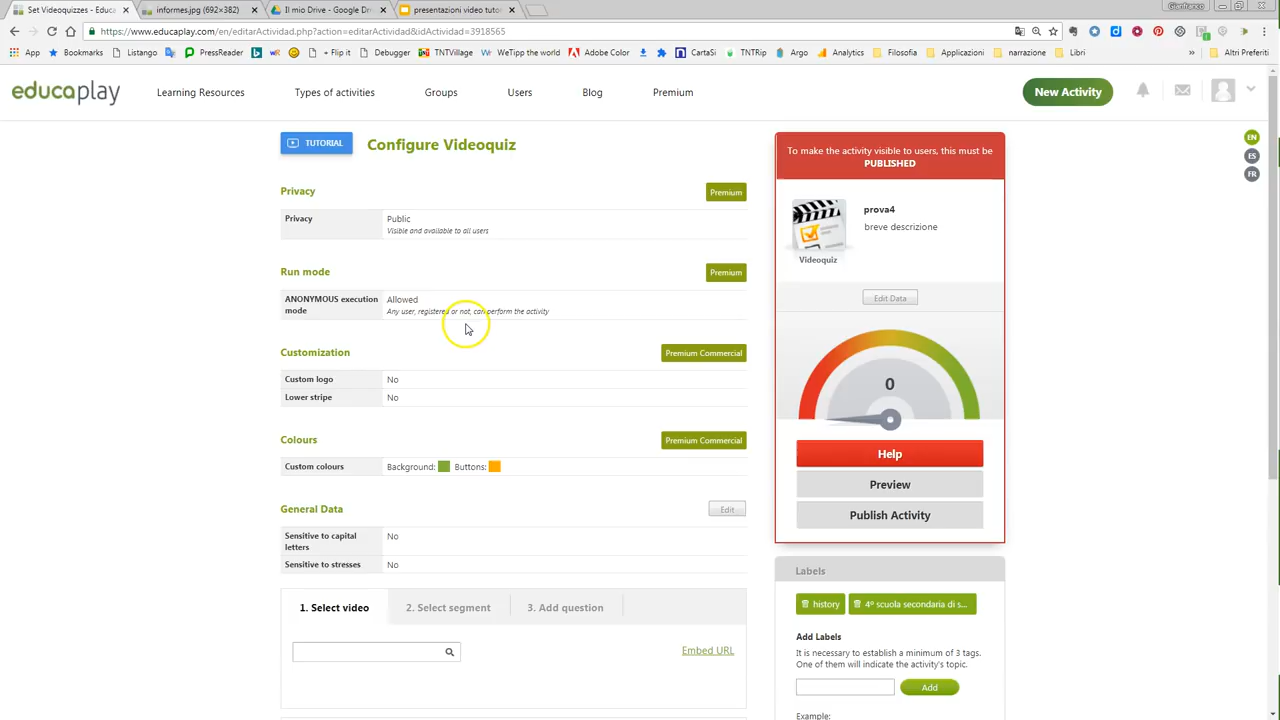 Set Videoquizzes - Educa
informes.jpg (692×382)
Il mio Drive - Google Dri
presentazioni video tutor
Gianfranco
https://www.educaplay.com/en/editarActividad.php?action=editarActividad&idActividad=3918565
App Bookmarks Listango PressReader + Flip it Debugger TNTVillage WeTipp the world Adobe Color CartaSi TNTRip Argo Analytics Filosofia Applicazioni narrazione Libri » Altri Preferiti
educaplay Learning Resources Types of activities Groups Users Blog Premium New Activity
TUTORIAL Configure Videoquiz
EN
ES
FR
Privacy Premium
Privacy Public
Visible and available to all users
Run mode Premium
ANONYMOUS execution mode Allowed
Any user, registered or not, can perform the activity
Customization Premium Commercial
Custom logo No
Lower stripe No
Colours Premium Commercial
Custom colours Background: Buttons:
General Data Edit
Sensitive to capital letters No
Sensitive to stresses No
1. Select video 2. Select segment 3. Add question
Embed URL
To make the activity visible to users, this must be
PUBLISHED
prova4
breve descrizione
Videoquiz
Edit Data
0
Help
Preview
Publish Activity
Labels
history 4º scuola secondaria di s...
Add Labels
It is necessary to establish a minimum of 3 tags.
One of them will indicate the activity's topic.
Add
Example: